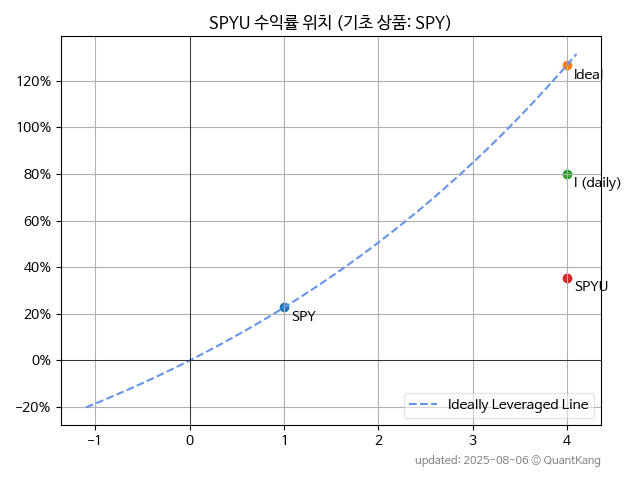 SPYU 수익률 위치 (기초 상품: SPY)
120%
100%
80%
60%
40%
20%
0%
−20%
Ideal
I (daily)
SPYU
SPY
Ideally Leveraged Line
−1 0 1 2 3 4
updated: 2025-08-06 © QuantKang